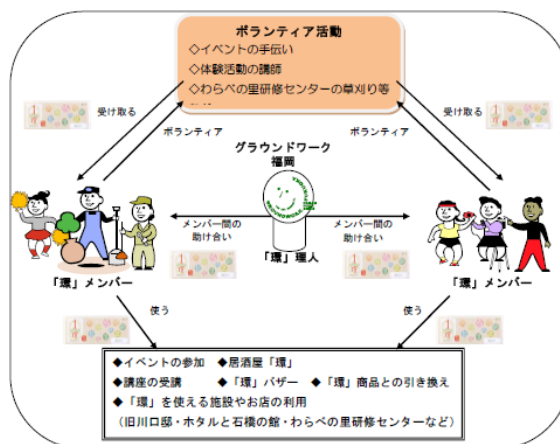 ボランティア活動
◇イベントの手伝い
◇体験活動の講師
◇わらべの里研修センターの草刈り等
受け取る
受け取る
ボランティア
ボランティア
グラウンドワーク
福岡
メンバー間の
助け合い
メンバー間の
助け合い
「環」理人
「環」メンバー
「環」メンバー
使う
使う
◆イベントの参加 ◆居酒屋「環」
◆講座の受講 ◆「環」バザー ◆「環」商品との引き換え
◆「環」を使える施設やお店の利用
（旧川口邸・ホタルと石橋の館・わらべの里研修センターなど）